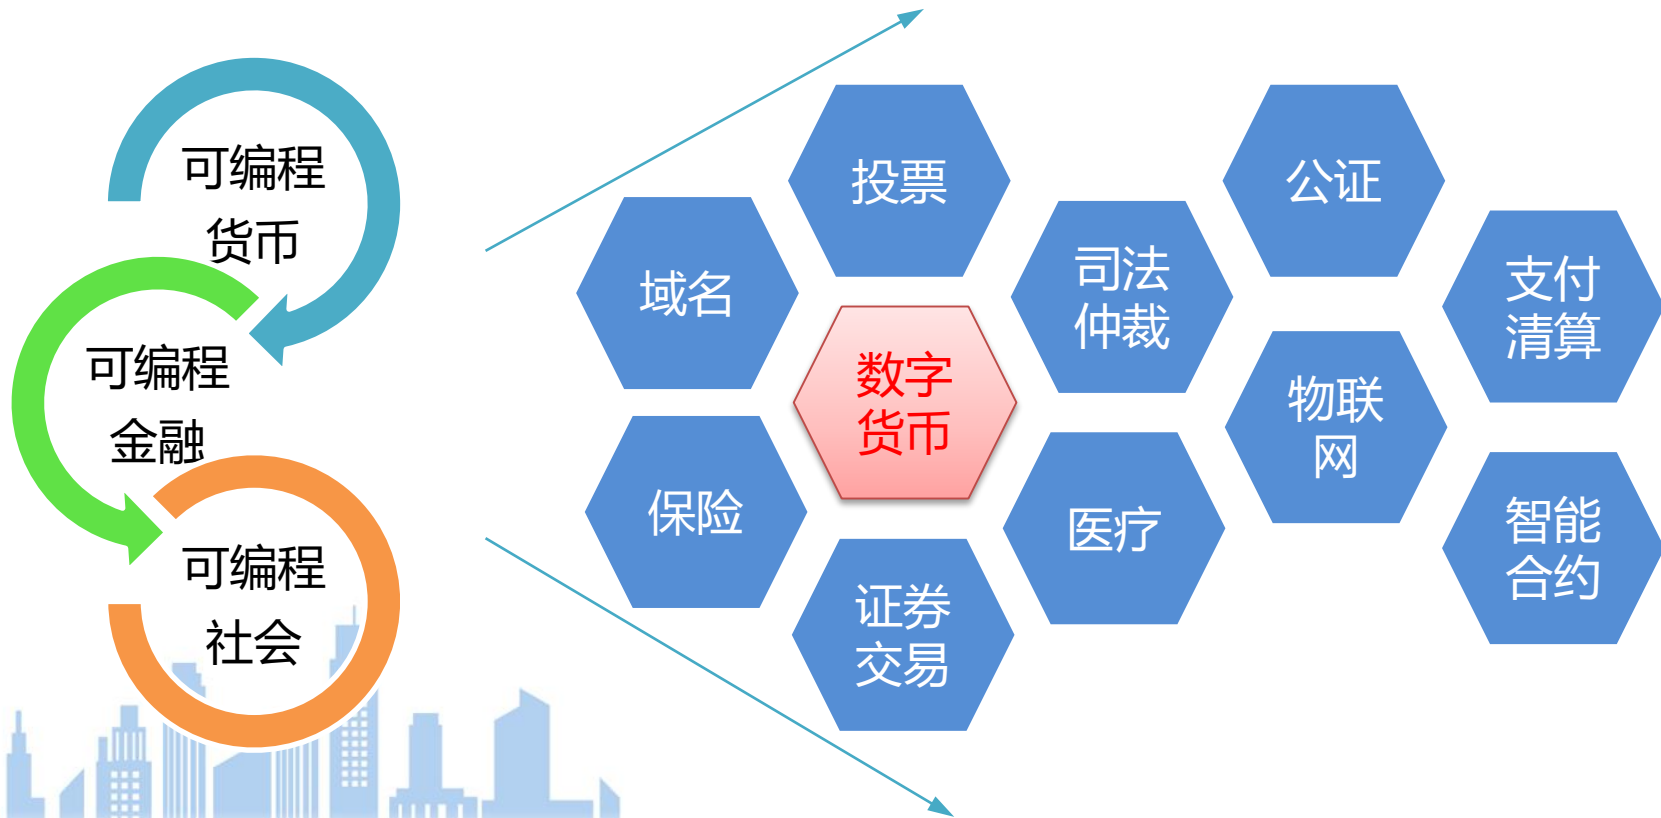 可编程
货币
可编程
金融
可编程
社会
投票
公证
域名
司法
仲裁
支付
清算
数字
货币
物联
网
保险
医疗
智能
合约
证券
交易